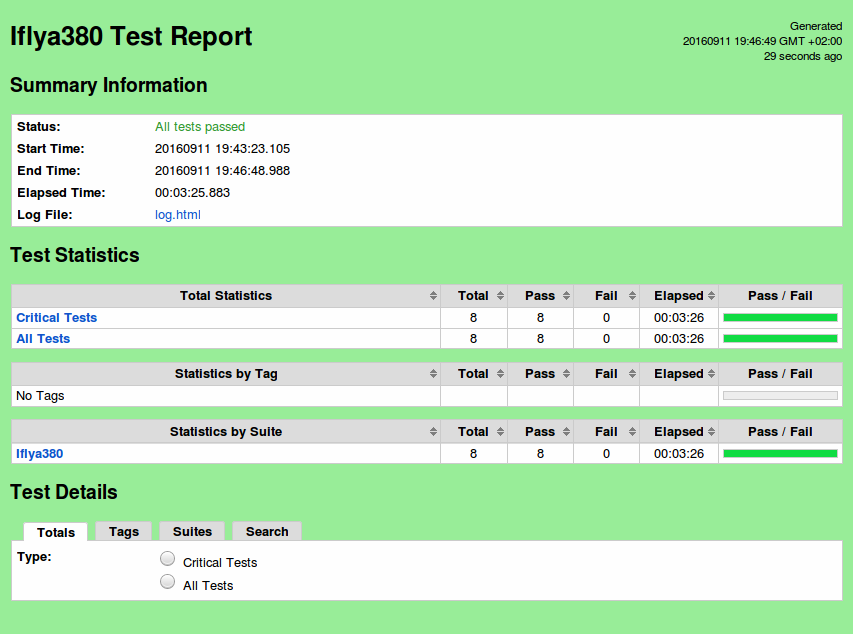 Iflya380 Test Report
Generated
20160911 19:46:49 GMT +02:00
29 seconds ago
Summary Information
Status: All tests passed
Start Time: 20160911 19:43:23.105
End Time: 20160911 19:46:48.988
Elapsed Time: 00:03:25.883
Log File: log.html
Test Statistics
Total Statistics Total Pass Fail Elapsed Pass / Fail
Critical Tests 8 8 0 00:03:26
All Tests 8 8 0 00:03:26
Statistics by Tag Total Pass Fail Elapsed Pass / Fail
No Tags
Statistics by Suite Total Pass Fail Elapsed Pass / Fail
Iflya380 8 8 0 00:03:26
Test Details
Totals Tags Suites Search
Type: Critical Tests
All Tests